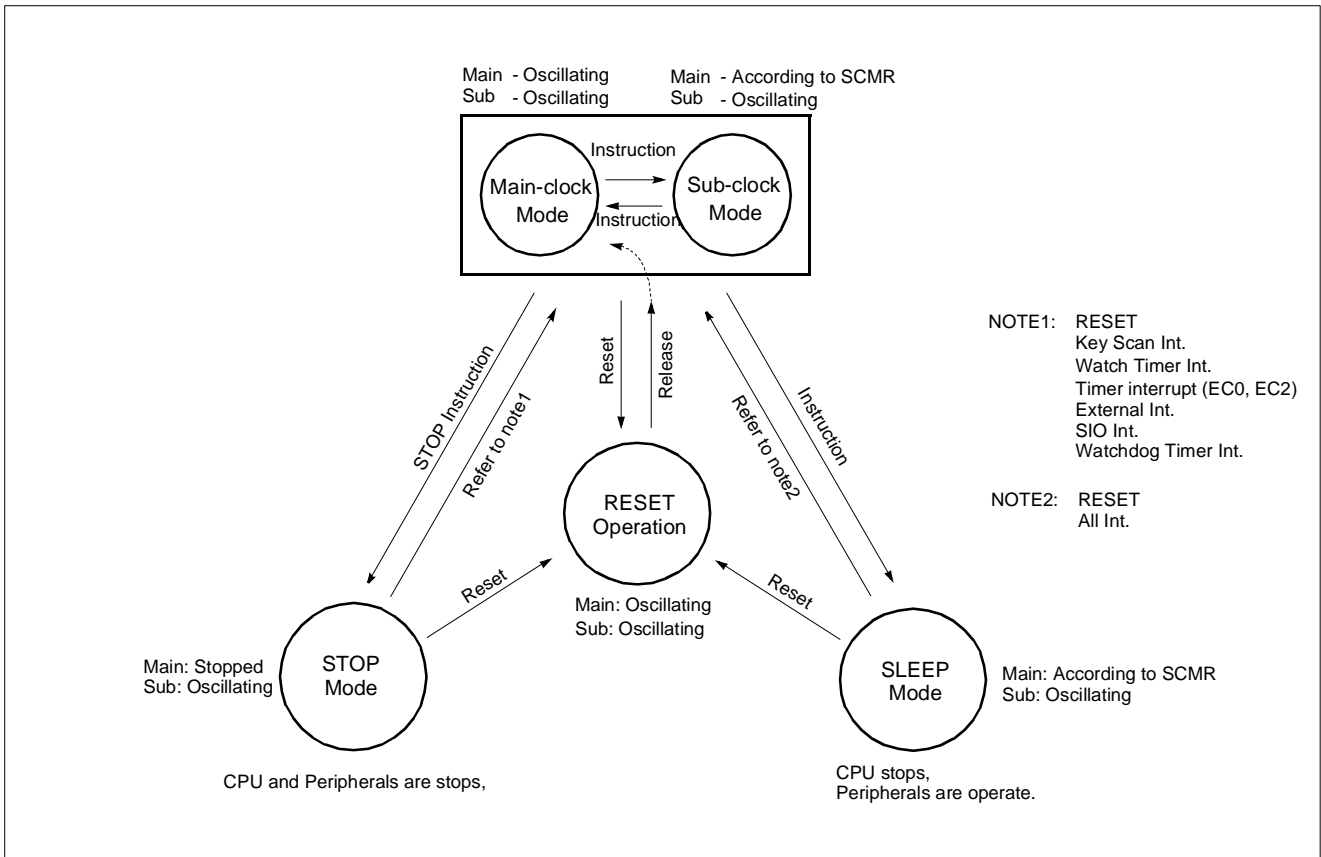 Main - Oscillating
Sub - Oscillating
Main - According to SCMR
Sub - Oscillating
Instruction
Main-clock
Mode
Sub-clock
Mode
Instruction
STOP Instruction
Refer to note1
Reset
Release
Refer to note2
Instruction
NOTE1: RESET
Key Scan Int.
Watch Timer Int.
Timer interrupt (EC0, EC2)
External Int.
SIO Int.
Watchdog Timer Int.
NOTE2: RESET
All Int.
RESET
Operation
Reset
Reset
Main: Oscillating
Sub: Oscillating
Main: Stopped
Sub: Oscillating
STOP
Mode
SLEEP
Mode
Main: According to SCMR
Sub: Oscillating
CPU and Peripherals are stops,
CPU stops,
Peripherals are operate.